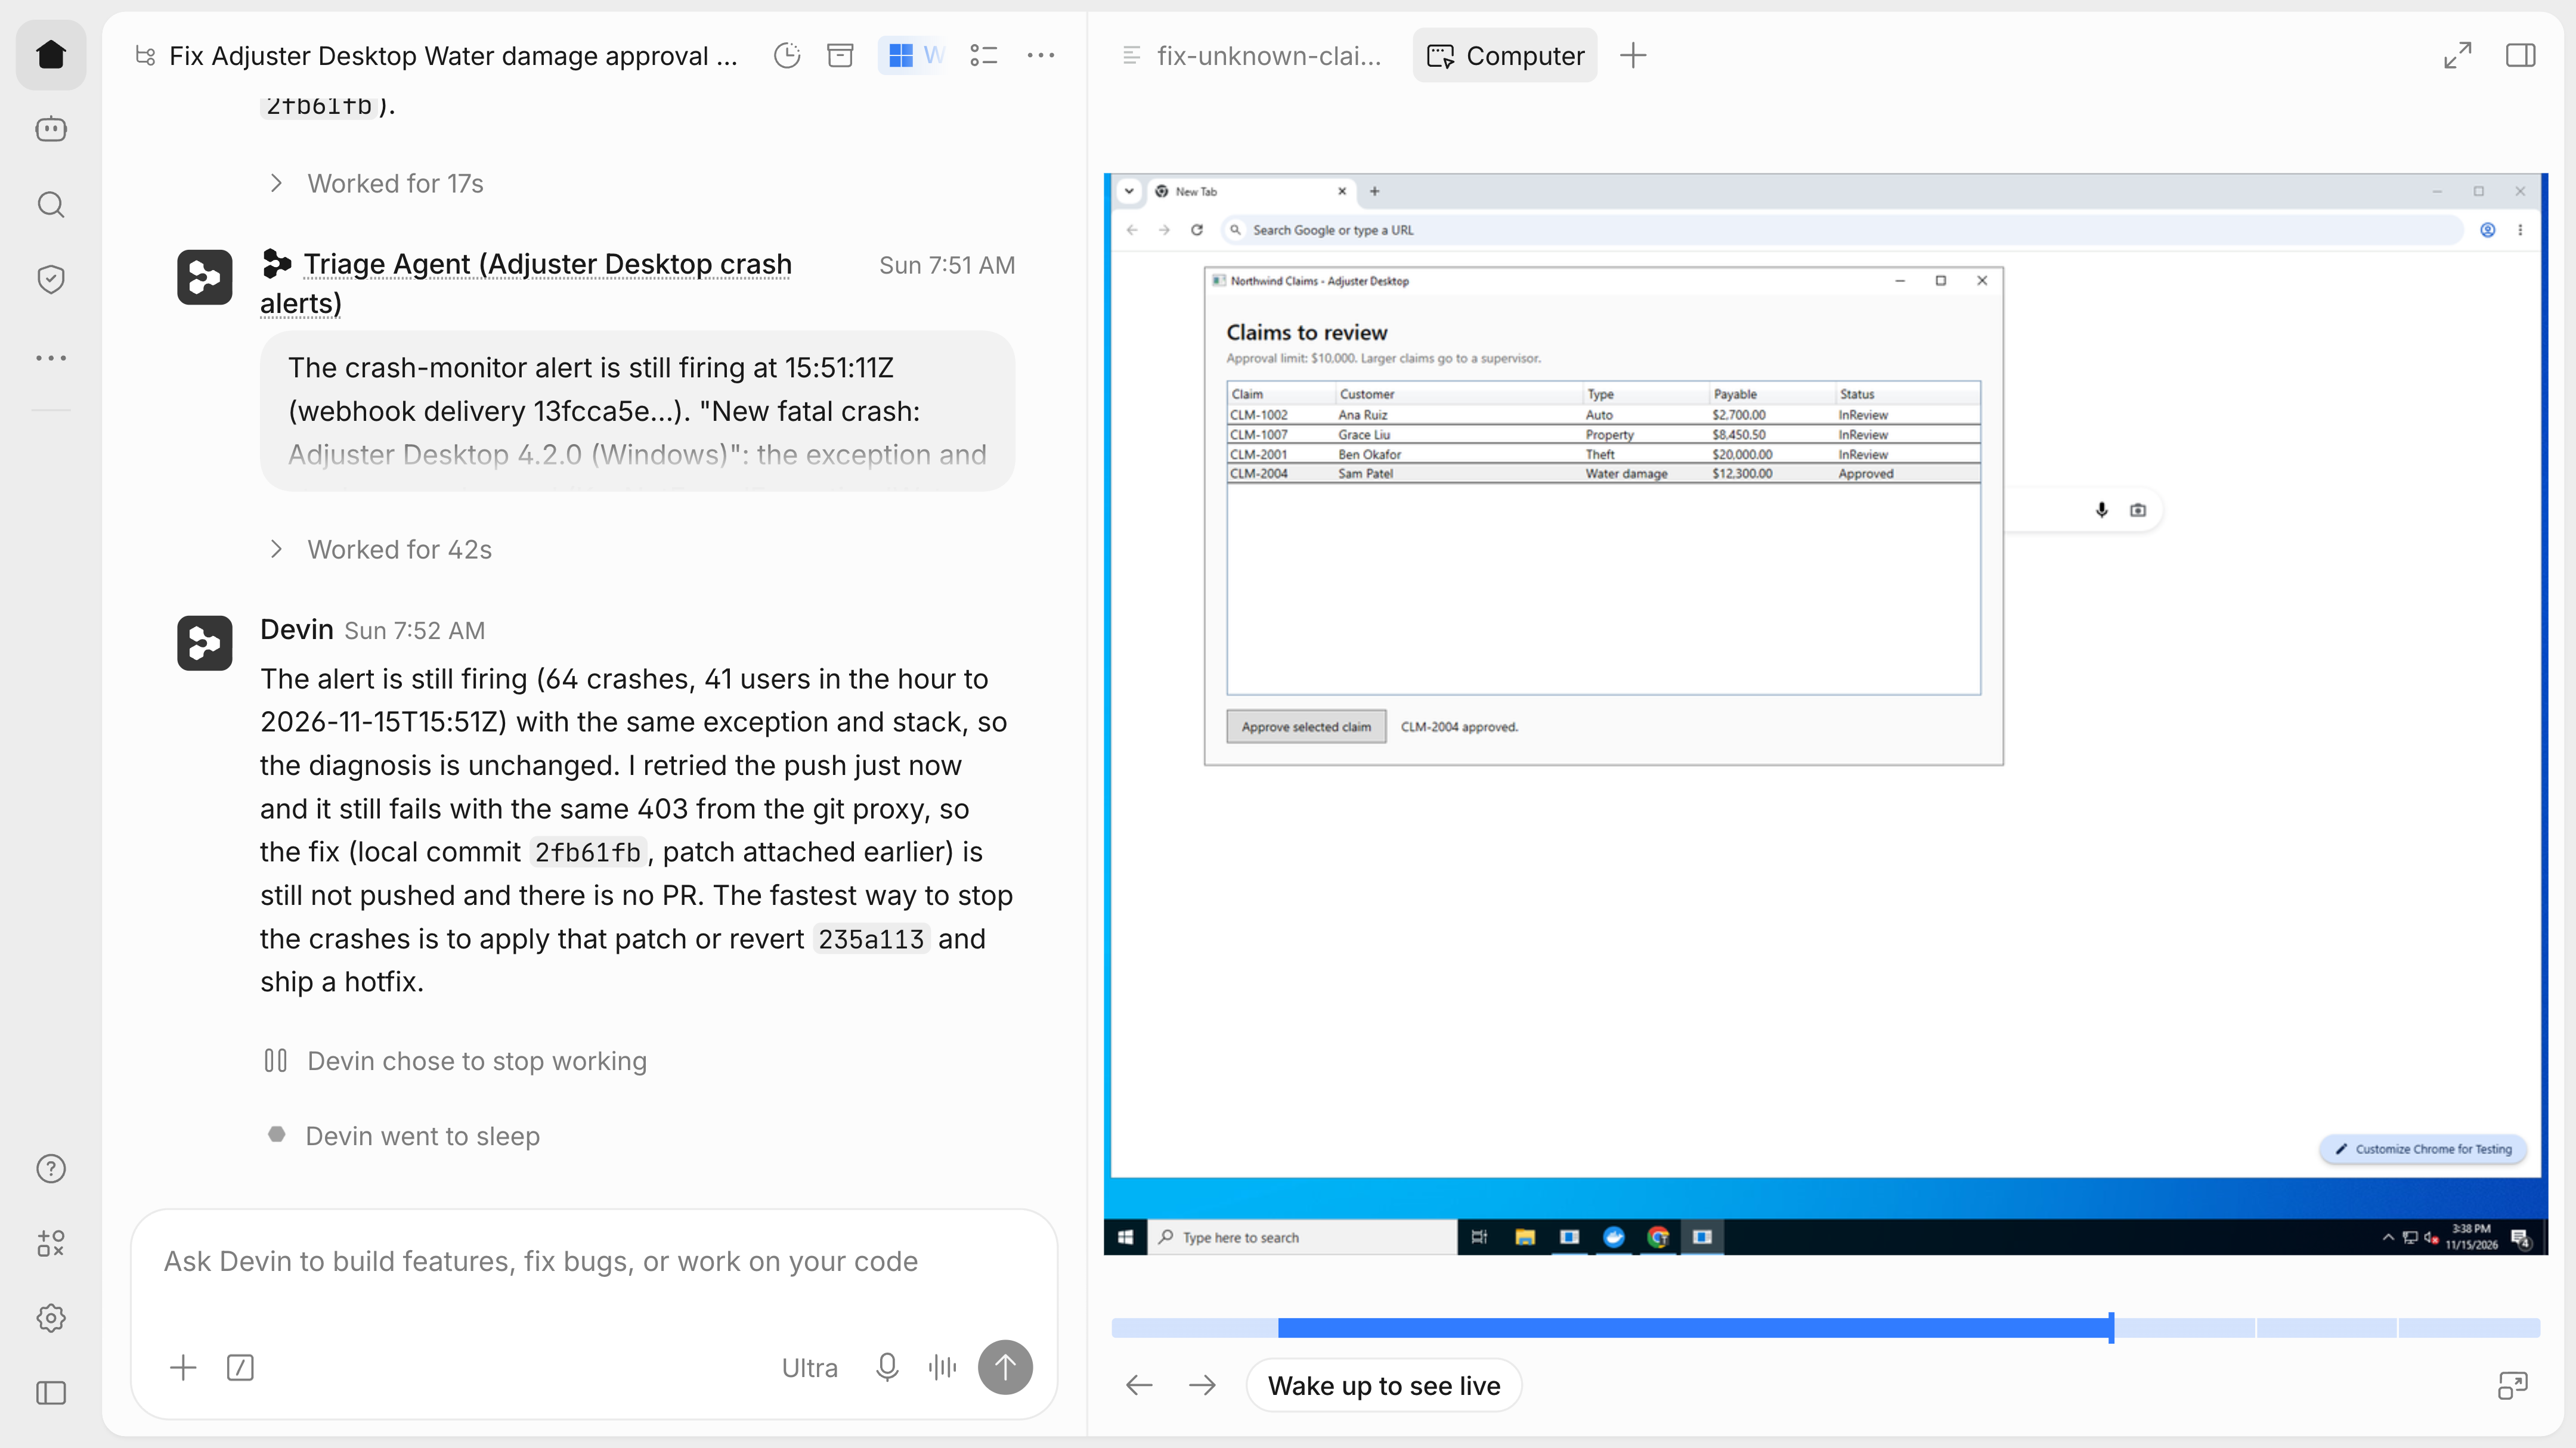 Fix Adjuster Desktop Water damage approval ...
W
2fb61fb ).
Worked for 17s
Triage Agent (Adjuster Desktop crash
alerts)
Sun 7:51 AM
The crash-monitor alert is still firing at 15:51:11Z
(webhook delivery 13fcca5e...). "New fatal crash:
Adjuster Desktop 4.2.0 (Windows)": the exception and
Worked for 42s
Devin Sun 7:52 AM
The alert is still firing (64 crashes, 41 users in the hour to
2026-11-15T15:51Z) with the same exception and stack, so
the diagnosis is unchanged. I retried the push just now
and it still fails with the same 403 from the git proxy, so
the fix (local commit 2fb61fb, patch attached earlier) is
still not pushed and there is no PR. The fastest way to stop
the crashes is to apply that patch or revert 235a113 and
ship a hotfix.
Devin chose to stop working
Devin went to sleep
Ask Devin to build features, fix bugs, or work on your code
Ultra
fix-unknown-clai...
Computer
New Tab
Search Google or type a URL
Northwind Claims - Adjuster Desktop
Claims to review
Approval limit: $10,000. Larger claims go to a supervisor.
Claim Customer Type Payable Status
CLM-1002 Ana Ruiz Auto $2,700.00 InReview
CLM-1007 Grace Liu Property $8,450.50 InReview
CLM-2001 Ben Okafor Theft $20,000.00 InReview
CLM-2004 Sam Patel Water damage $12,300.00 Approved
Approve selected claim CLM-2004 approved.
Customize Chrome for Testing
Type here to search
3:38 PM
11/15/2026
4
Wake up to see live